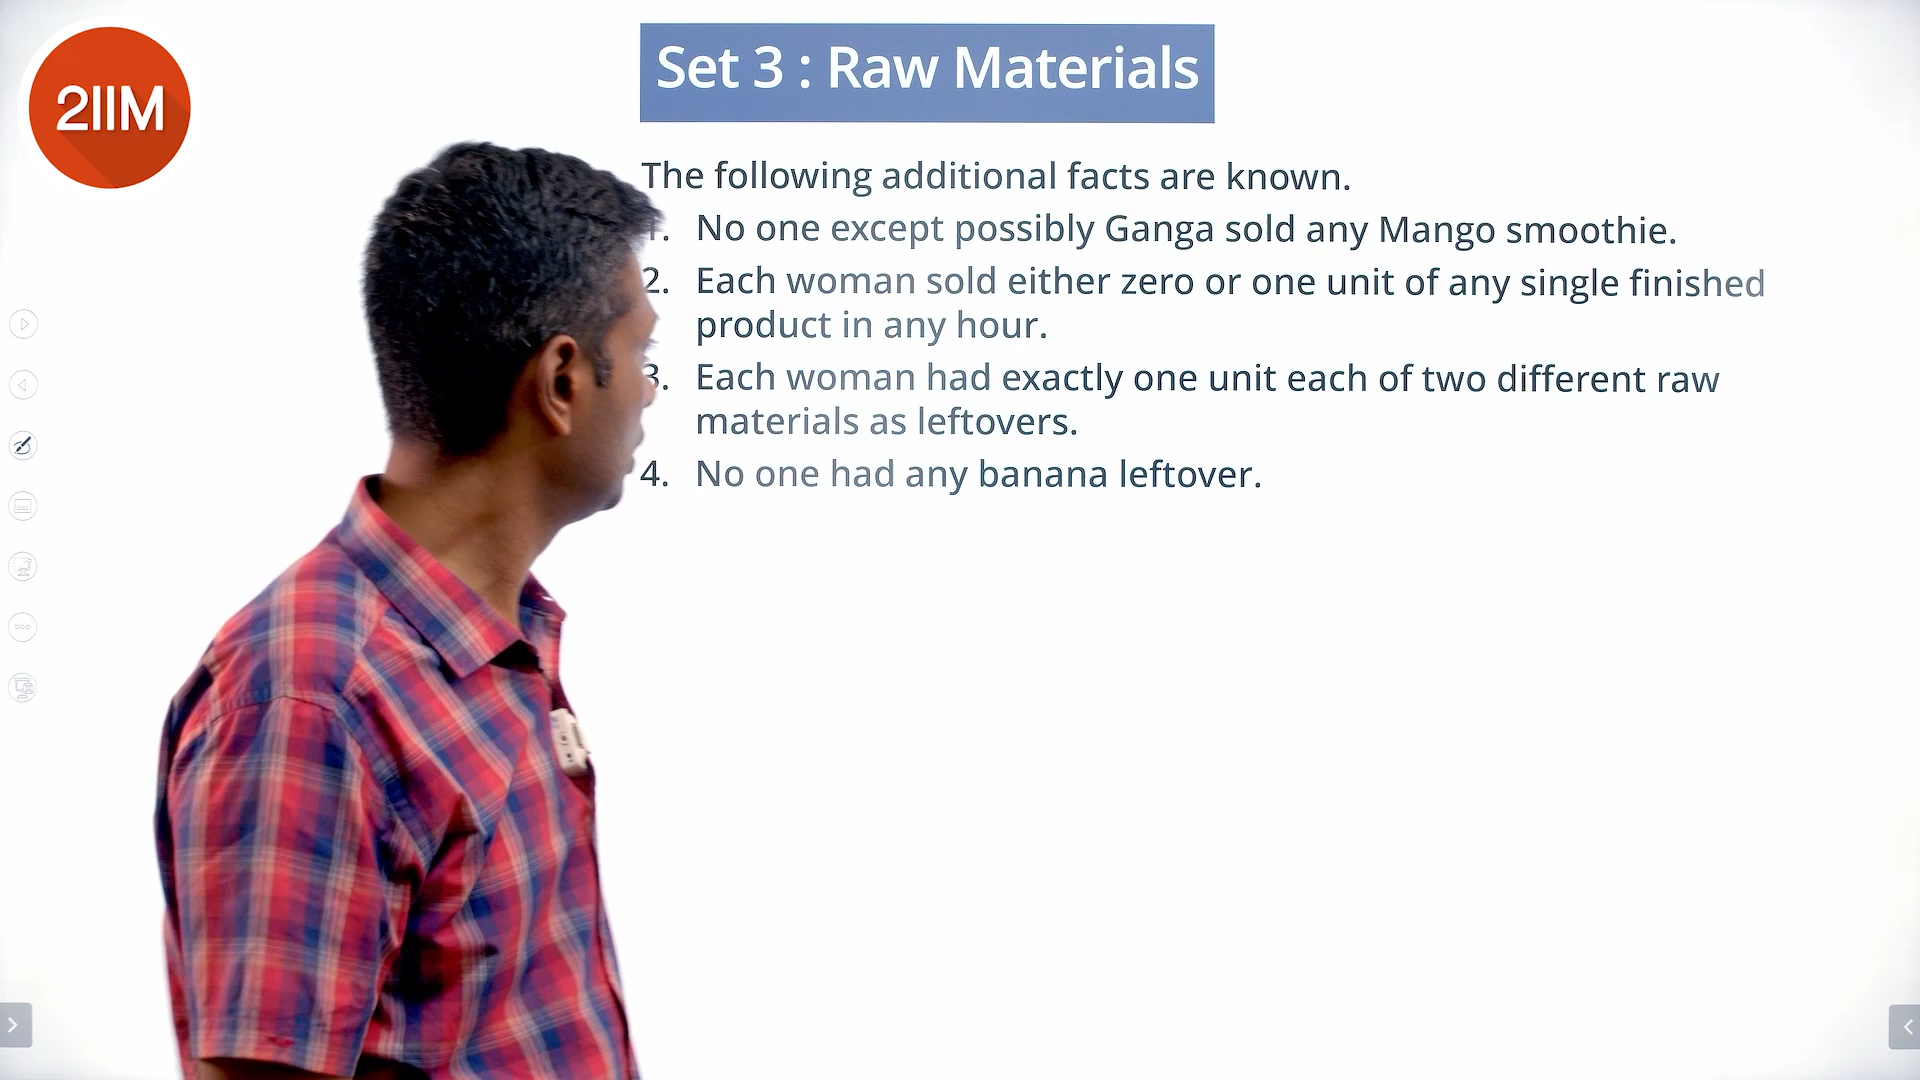 2IIM
Set 3 : Raw Materials
The following additional facts are known.
1. No one except possibly Ganga sold any Mango smoothie.
2. Each woman sold either zero or one unit of any single finished
product in any hour.
3. Each woman had exactly one unit each of two different raw
materials as leftovers.
4. No one had any banana leftover.